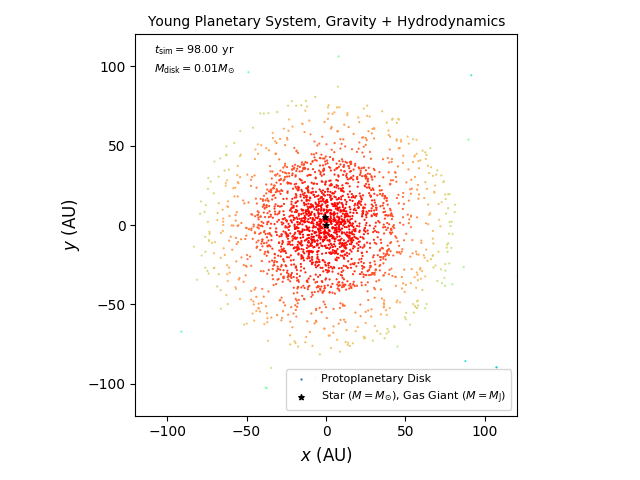 Young Planetary System, Gravity + Hydrodynamics
t_sim = 98.00 yr
M_disk = 0.01M_⊙
100
50
0
−50
−100
y (AU)
Protoplanetary Disk
Star (M = M_⊙), Gas Giant (M = M_J)
−100 −50 0 50 100
x (AU)